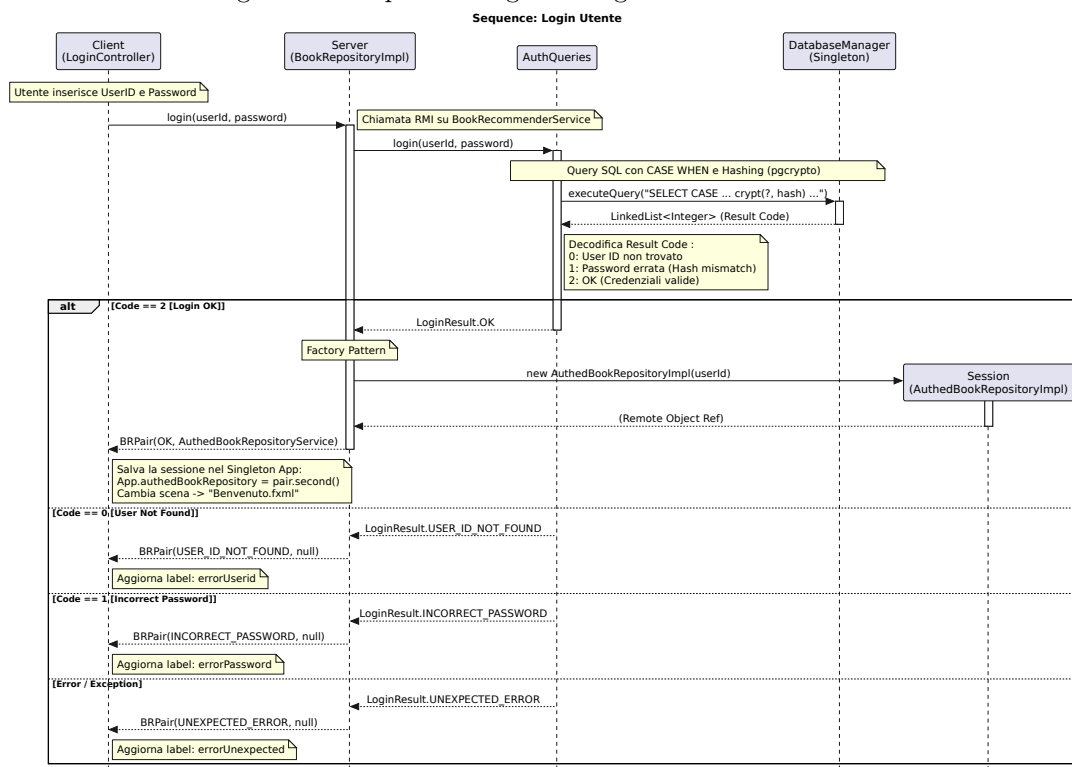 Sequence: Login Utente
Client
(LoginController)
Server
(BookRepositoryImpl)
AuthQueries
DatabaseManager
(Singleton)
Utente inserisce UserID e Password
login(userId, password)
Chiamata RMI su BookRecommenderService
login(userId, password)
Query SQL con CASE WHEN e Hashing (pgcrypto)
executeQuery("SELECT CASE ... crypt(?, hash) ...")
LinkedList<Integer> (Result Code)
Decodifica Result Code :
0: User ID non trovato
1: Password errata (Hash mismatch)
2: OK (Credenziali valide)
alt
[Code == 2 [Login OK]]
LoginResult.OK
Factory Pattern
new AuthedBookRepositoryImpl(userId)
Session
(AuthedBookRepositoryImpl)
(Remote Object Ref)
BRPair(OK, AuthedBookRepositoryService)
Salva la sessione nel Singleton App:
App.authedBookRepository = pair.second()
Cambia scena -> "Benvenuto.fxml"
[Code == 0 [User Not Found]]
LoginResult.USER_ID_NOT_FOUND
BRPair(USER_ID_NOT_FOUND, null)
Aggiorna label: errorUserid
[Code == 1 [Incorrect Password]]
LoginResult.INCORRECT_PASSWORD
BRPair(INCORRECT_PASSWORD, null)
Aggiorna label: errorPassword
[Error / Exception]
LoginResult.UNEXPECTED_ERROR
BRPair(UNEXPECTED_ERROR, null)
Aggiorna label: errorUnexpected